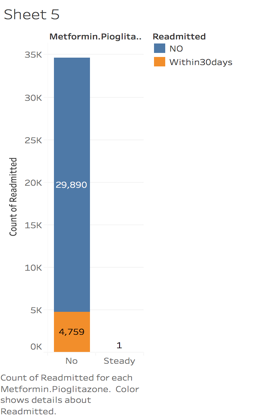 Sheet 5
Metformin.Pioglita..
Readmitted
NO
Within30days
Count of Readmitted
35K
30K
25K
20K
15K
10K
5K
0K
29,890
4,759
1
No
Steady
Count of Readmitted for each
Metformin.Pioglitazone. Color
shows details about
Readmitted.